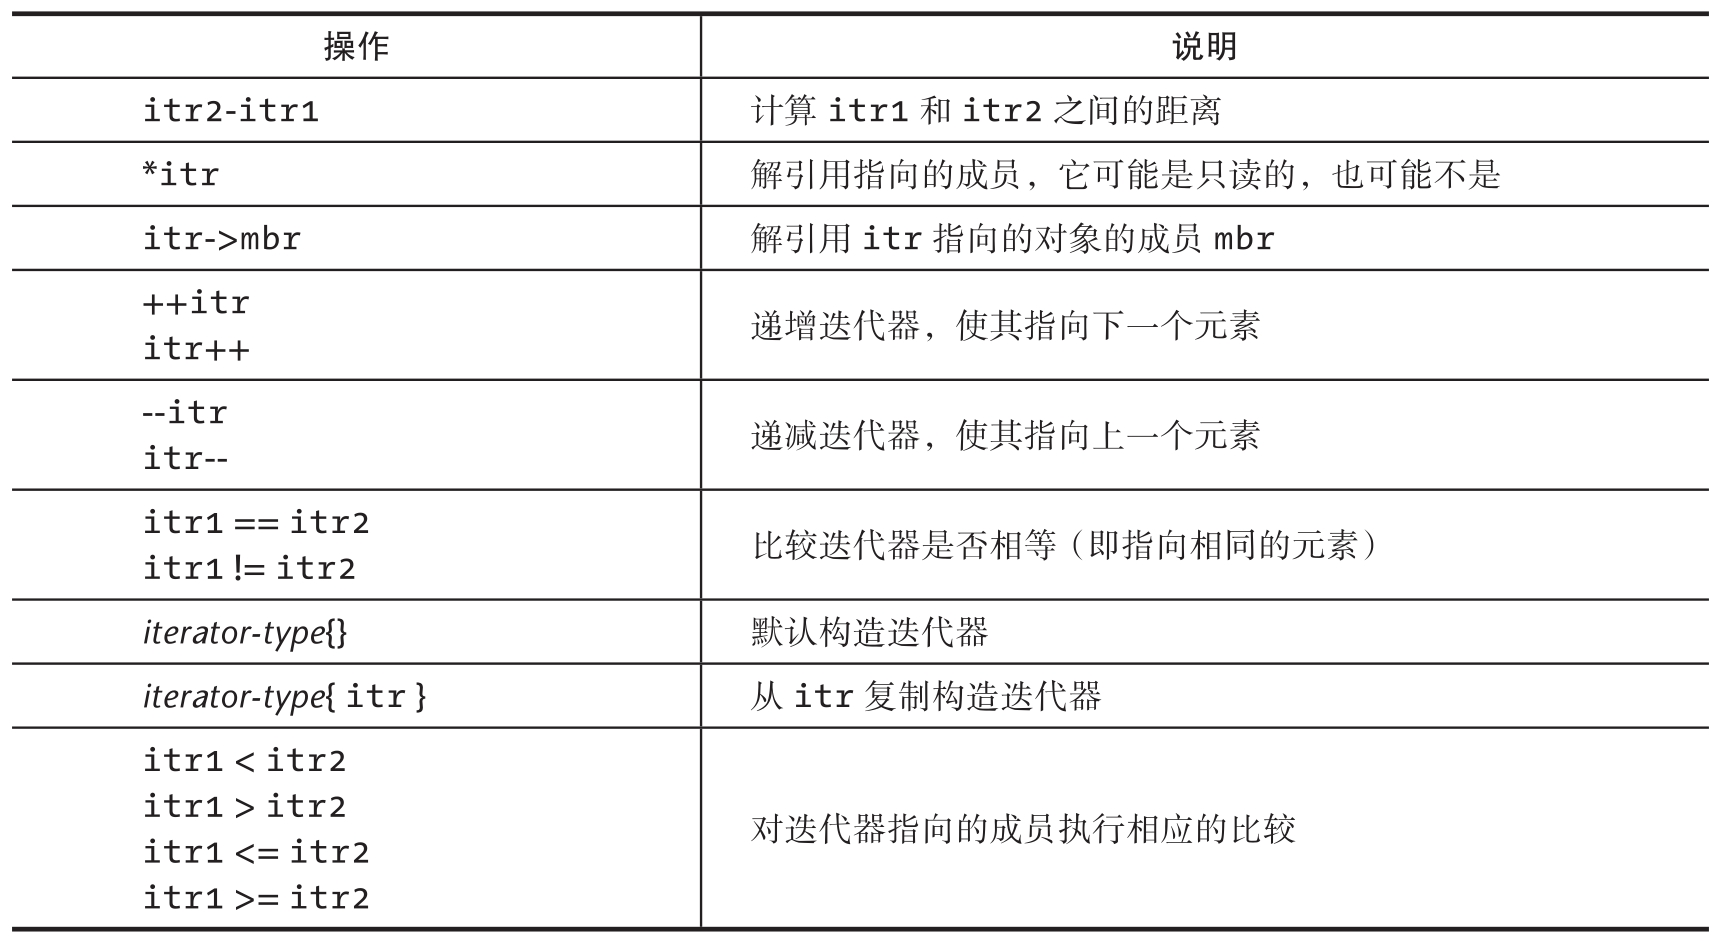 操作 说明
itr2-itr1 计算 itr1 和 itr2 之间的距离
*itr 解引用指向的成员，它可能是只读的，也可能不是
itr->mbr 解引用 itr 指向的对象的成员 mbr
++itr
itr++
递增迭代器，使其指向下一个元素
--itr
itr--
递减迭代器，使其指向上一个元素
itr1 == itr2
itr1 != itr2
比较迭代器是否相等（即指向相同的元素）
iterator-type{} 默认构造迭代器
iterator-type{ itr } 从 itr 复制构造迭代器
itr1 < itr2
itr1 > itr2
itr1 <= itr2
itr1 >= itr2
对迭代器指向的成员执行相应的比较